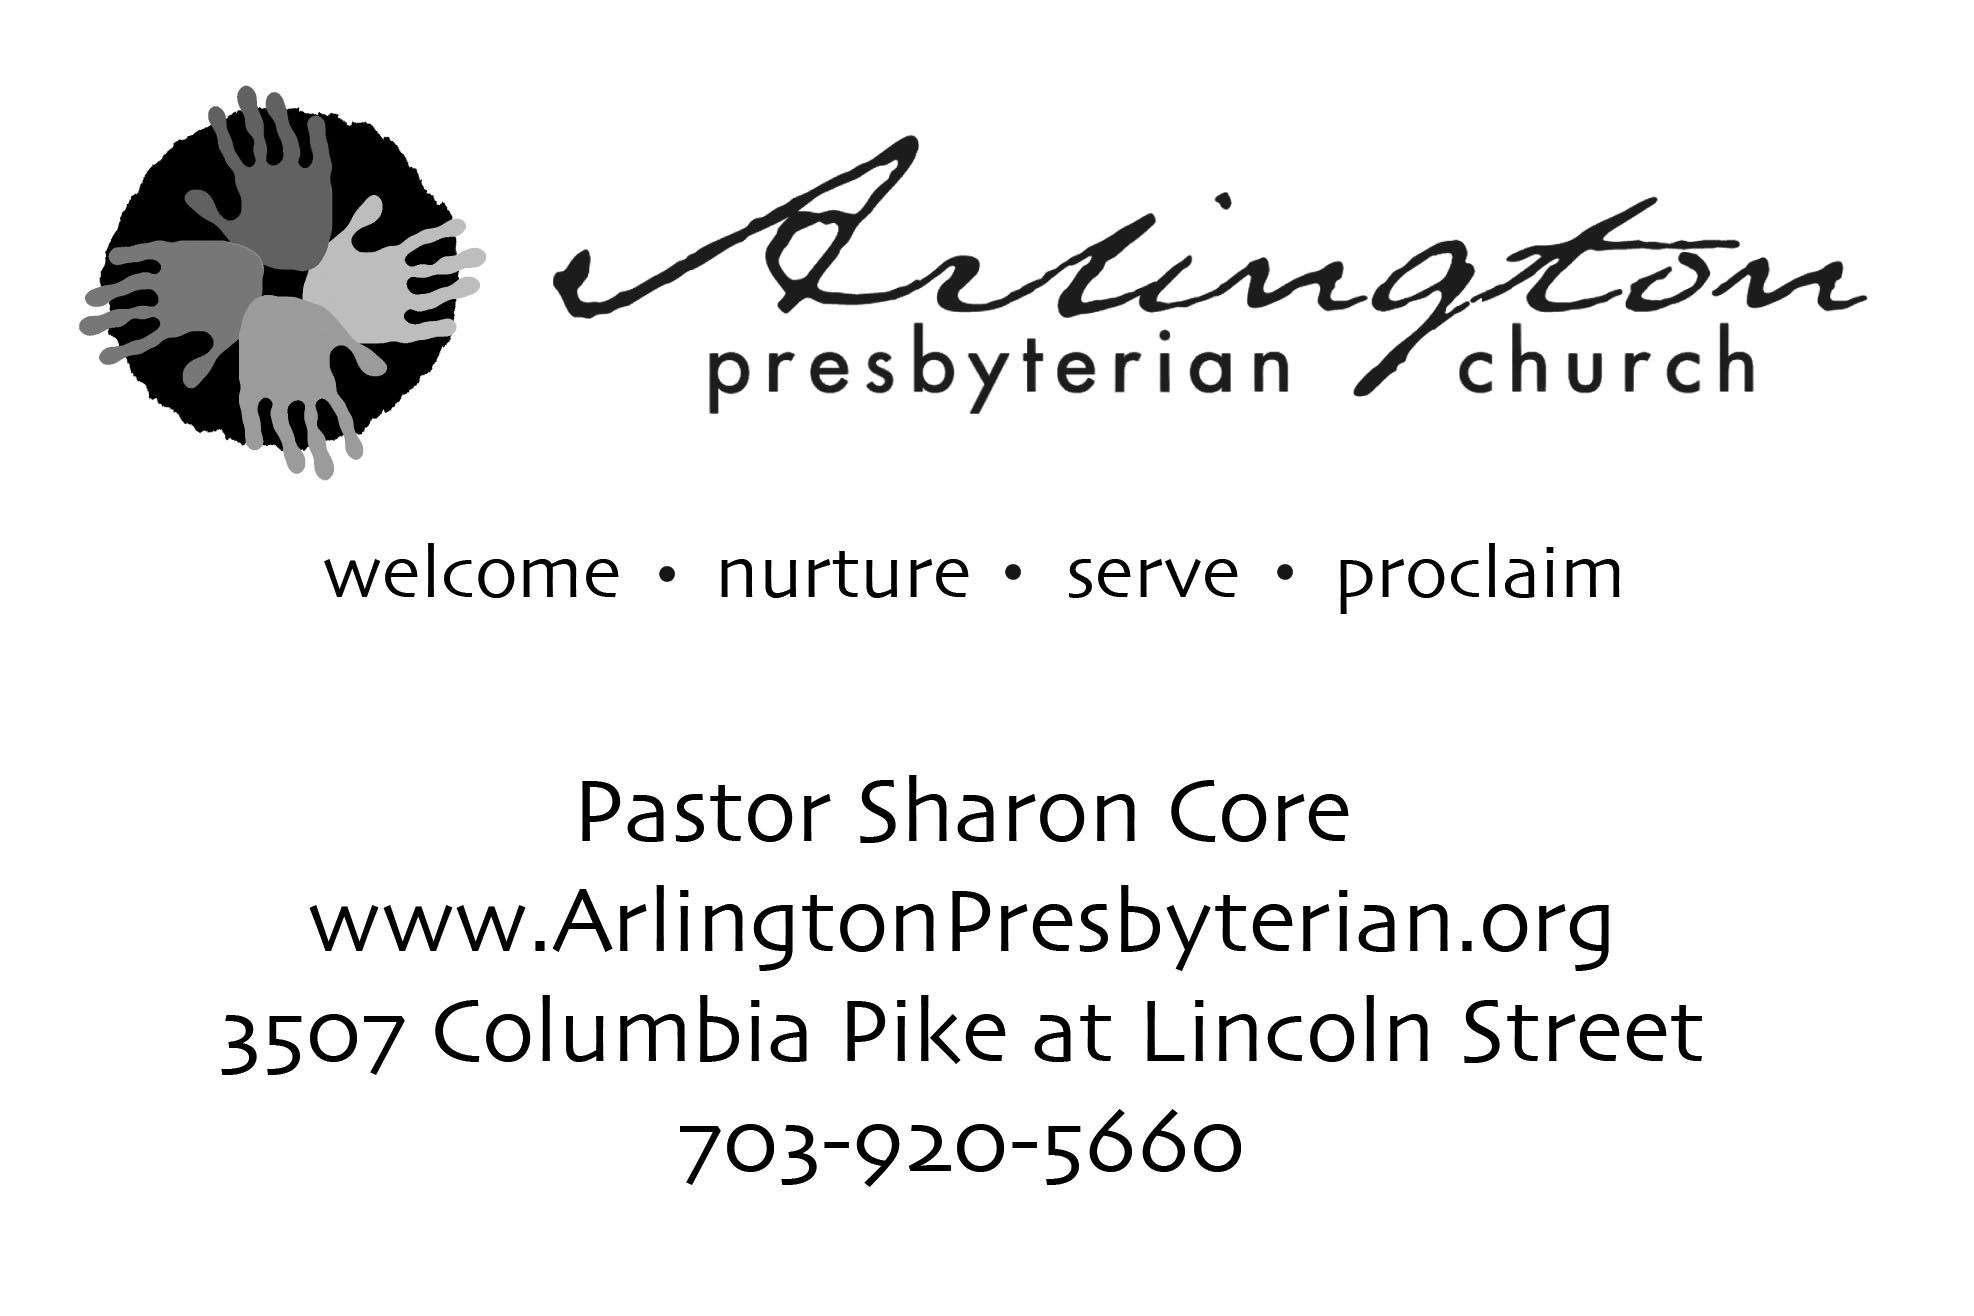 Arlington
presbyterian church
welcome • nurture • serve • proclaim
Pastor Sharon Core
www.ArlingtonPresbyterian.org
3507 Columbia Pike at Lincoln Street
703-920-5660